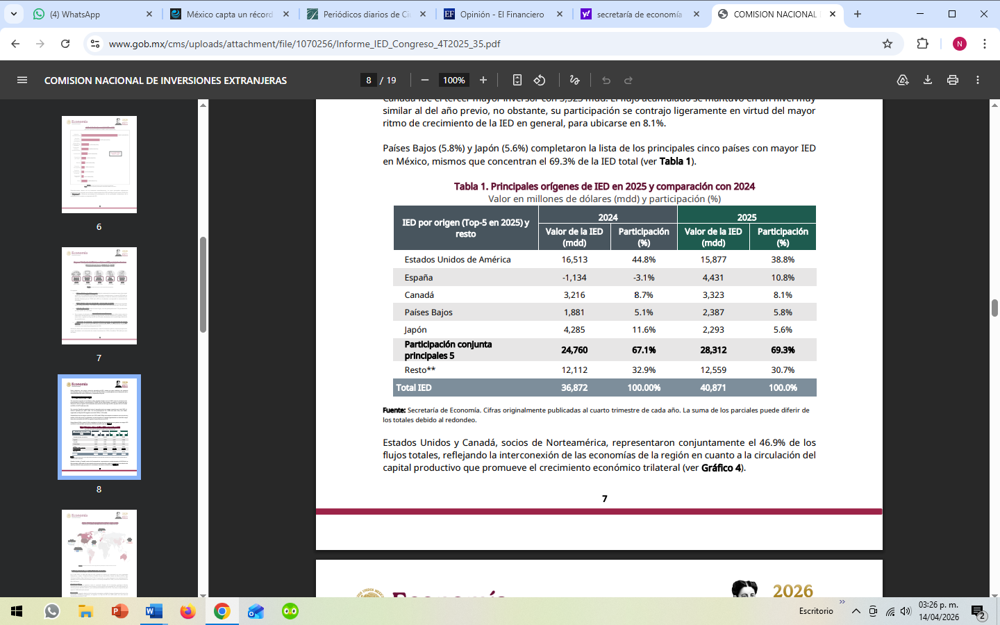 (4) WhatsApp
México capta un récord
Periódicos diarios de Ci
Opinión - El Financiero
secretaría de economía
COMISION NACIONAL
www.gob.mx/cms/uploads/attachment/file/1070256/Informe_IED_Congreso_4T2025_35.pdf
N
COMISION NACIONAL DE INVERSIONES EXTRANJERAS
8 / 19
100%
6
7
8
Canadá fue el tercer mayor inversor con 3,323 mdd. El flujo acumulado se mantuvo en un nivel muy
similar al del año previo, no obstante, su participación se contrajo ligeramente en virtud del mayor
ritmo de crecimiento de la IED en general, para ubicarse en 8.1%.
Países Bajos (5.8%) y Japón (5.6%) completaron la lista de los principales cinco países con mayor IED
en México, mismos que concentran el 69.3% de la IED total (ver Tabla 1).
Tabla 1. Principales orígenes de IED en 2025 y comparación con 2024
Valor en millones de dólares (mdd) y participación (%)
IED por origen (Top-5 en 2025) y resto 2024 2025
Valor de la IED (mdd) Participación (%) Valor de la IED (mdd) Participación (%)
Estados Unidos de América 16,513 44.8% 15,877 38.8%
España -1,134 -3.1% 4,431 10.8%
Canadá 3,216 8.7% 3,323 8.1%
Países Bajos 1,881 5.1% 2,387 5.8%
Japón 4,285 11.6% 2,293 5.6%
Participación conjunta principales 5 24,760 67.1% 28,312 69.3%
Resto** 12,112 32.9% 12,559 30.7%
Total IED 36,872 100.00% 40,871 100.0%
Fuente: Secretaría de Economía. Cifras originalmente publicadas al cuarto trimestre de cada año. La suma de los parciales puede diferir de
los totales debido al redondeo.
Estados Unidos y Canadá, socios de Norteamérica, representaron conjuntamente el 46.9% de los
flujos totales, reflejando la interconexión de las economías de la región en cuanto a la circulación del
capital productivo que promueve el crecimiento económico trilateral (ver Gráfico 4).
7
Economía
2026
Escritorio
03:26 p. m.
14/04/2026
2